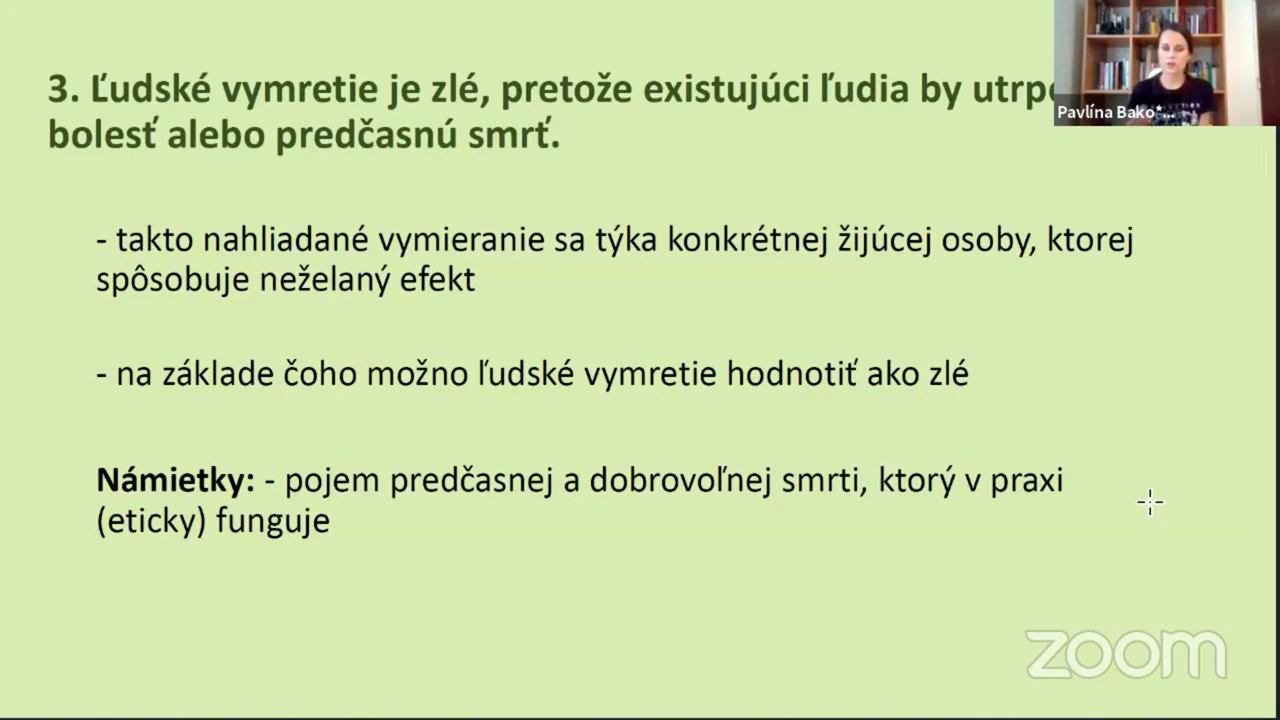 3. Ľudské vymretie je zlé, pretože existujúci ľudia by
bolesť alebo predčasnú smrť.
Pavlína Bako*...
- takto nahliadané vymieranie sa týka konkrétnej žijúcej osoby, ktorej
spôsobuje neželaný efekt
- na základe čoho možno ľudské vymretie hodnotiť ako zlé
Námietky: - pojem predčasnej a dobrovoľnej smrti, ktorý v praxi
(eticky) funguje
zoom